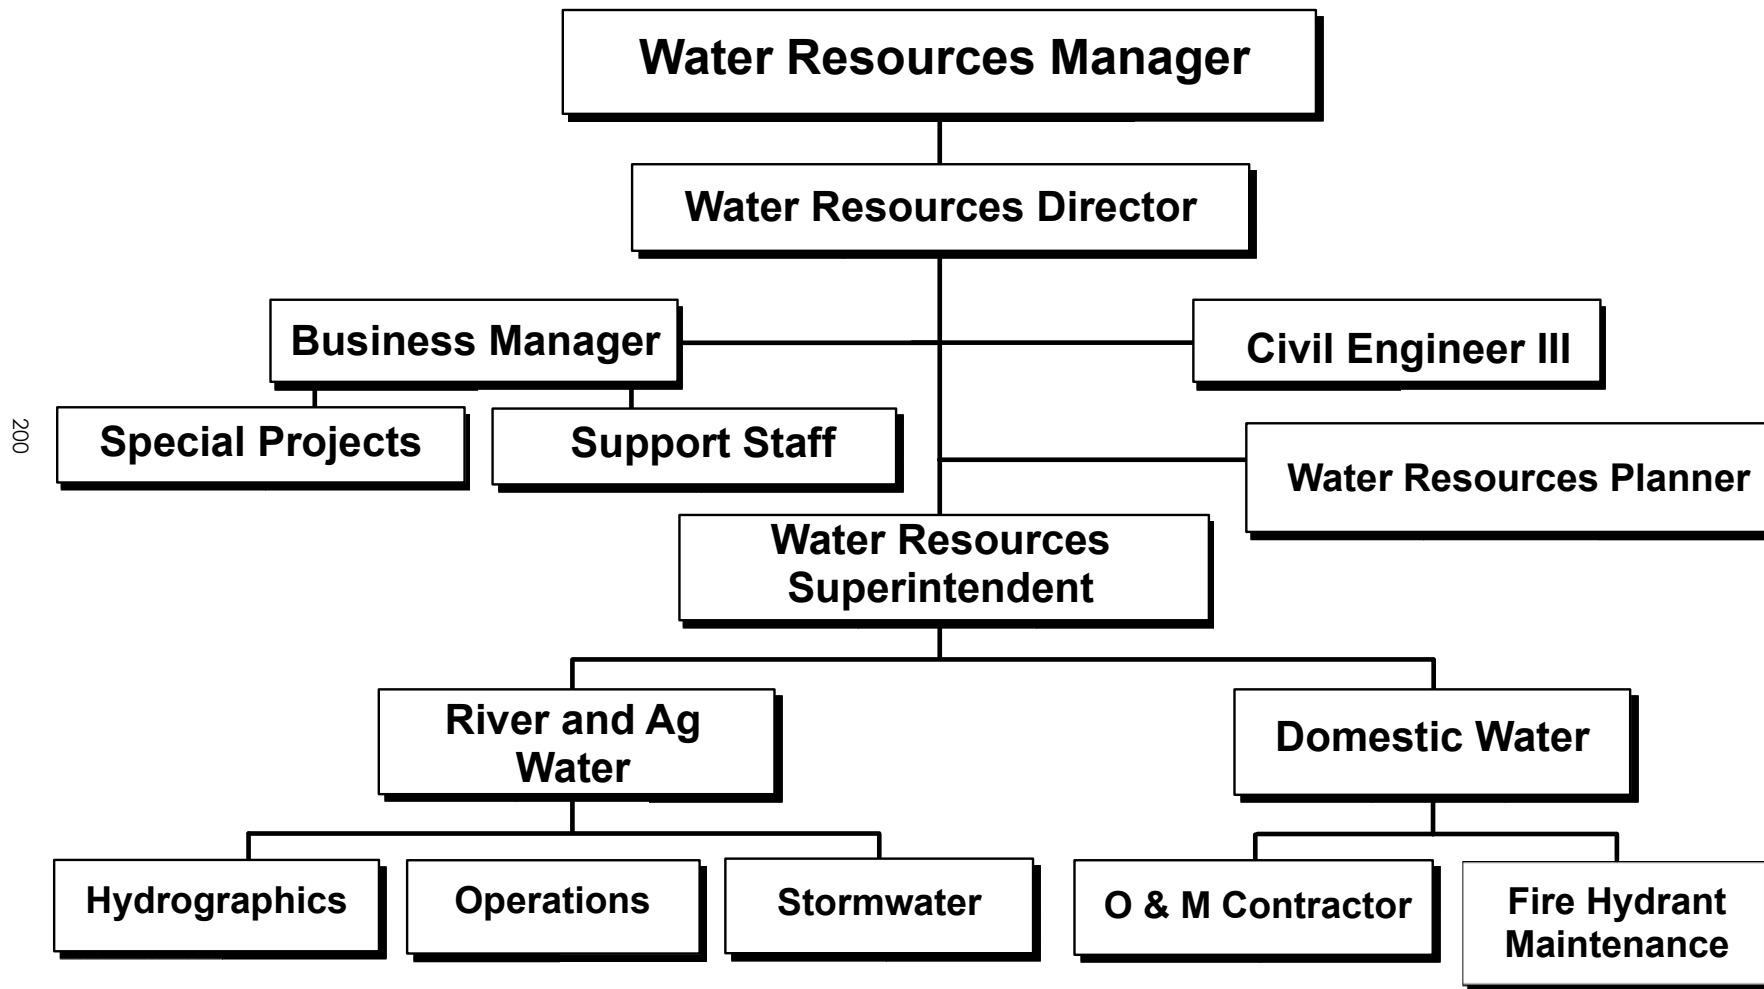 Water Resources Manager
Water Resources Director
Business Manager
Civil Engineer III
Special Projects
Support Staff
200
Water Resources Planner
Water Resources
Superintendent
River and Ag
Water
Domestic Water
Hydrographics
Operations
Stormwater
O & M Contractor
Fire Hydrant
Maintenance